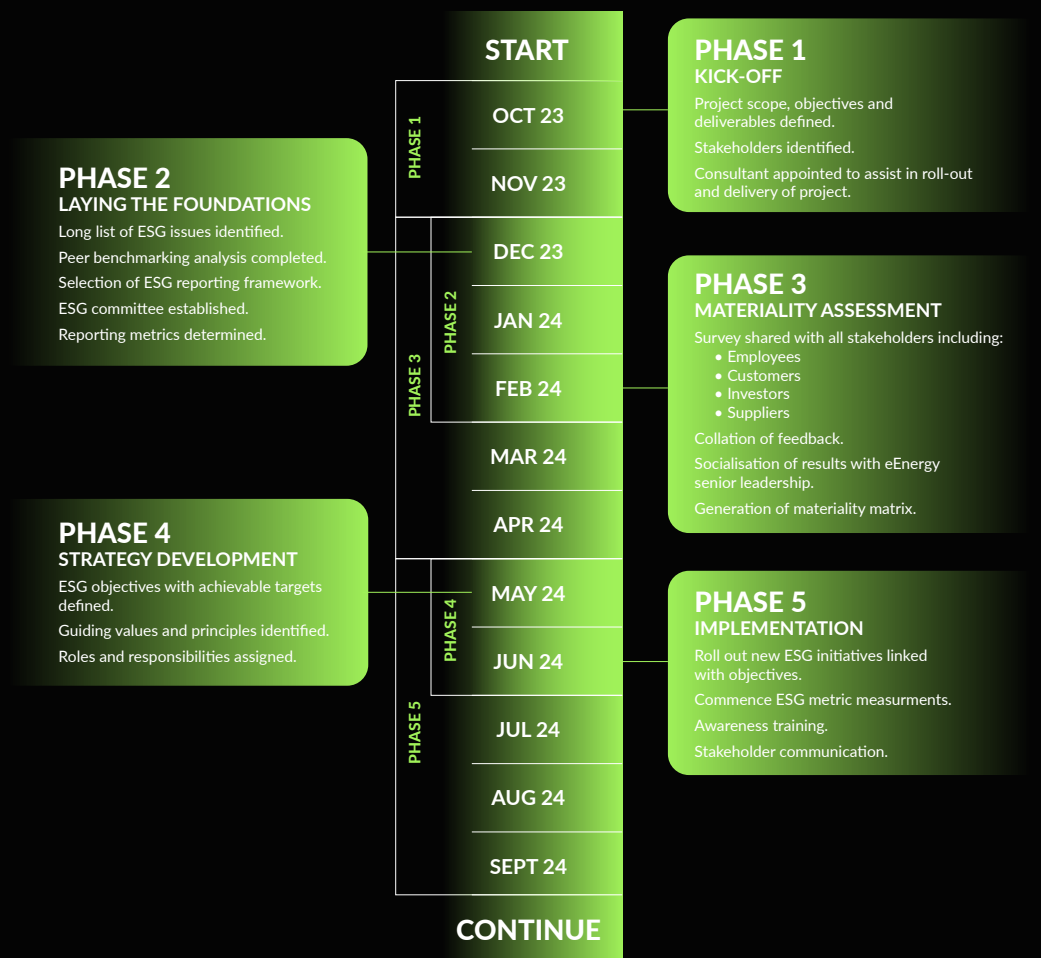 START
OCT 23
NOV 23
DEC 23
JAN 24
FEB 24
MAR 24
APR 24
MAY 24
JUN 24
JUL 24
AUG 24
SEPT 24
CONTINUE
PHASE 1
PHASE 2
PHASE 3
PHASE 4
PHASE 5
PHASE 1
KICK-OFF
Project scope, objectives and
deliverables defined.
Stakeholders identified.
Consultant appointed to assist in roll-out
and delivery of project.
PHASE 2
LAYING THE FOUNDATIONS
Long list of ESG issues identified.
Peer benchmarking analysis completed.
Selection of ESG reporting framework.
ESG committee established.
Reporting metrics determined.
PHASE 3
MATERIALITY ASSESSMENT
Survey shared with all stakeholders including:
• Employees
• Customers
• Investors
• Suppliers
Collation of feedback.
Socialisation of results with eEnergy
senior leadership.
Generation of materiality matrix.
PHASE 4
STRATEGY DEVELOPMENT
ESG objectives with achievable targets
defined.
Guiding values and principles identified.
Roles and responsibilities assigned.
PHASE 5
IMPLEMENTATION
Roll out new ESG initiatives linked
with objectives.
Commence ESG metric measurments.
Awareness training.
Stakeholder communication.